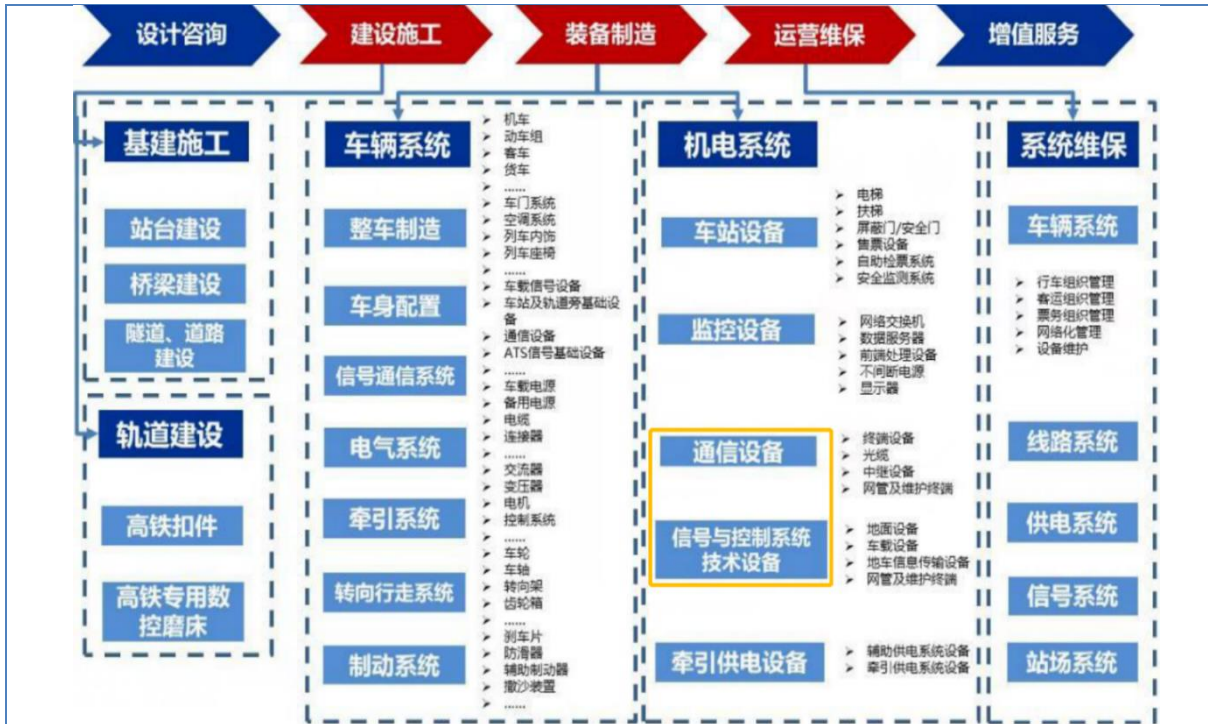 设计咨询
建设施工
装备制造
运营维保
增值服务
基建施工
站台建设
桥梁建设
隧道、道路
建设
轨道建设
高铁扣件
高铁专用数
控磨床
车辆系统
整车制造
车身配置
信号通信系统
电气系统
牵引系统
转向行走系统
制动系统
➢ 机车
➢ 动车组
➢ 客车
➢ 货车
➢ ......
➢ 车门系统
➢ 空调系统
➢ 列车内饰
➢ 列车座椅
➢ ......
➢ 车载信号设备
➢ 车站及轨道旁基础设
备
➢ 通信设备
➢ ATS信号基础设备
➢ ......
➢ 车载电源
➢ 备用电源
➢ 电缆
➢ 连接器
➢ ......
➢ 交流器
➢ 变压器
➢ 电机
➢ 控制系统
➢ ......
➢ 车轮
➢ 车轴
➢ 转向架
➢ 齿轮箱
➢ ......
➢ 刹车片
➢ 防滑器
➢ 辅助制动器
➢ 撒沙装置
➢ ......
机电系统
车站设备
➢ 电梯
➢ 扶梯
➢ 屏蔽门/安全门
➢ 售票设备
➢ 自助检票系统
➢ 安全监测系统
监控设备
➢ 网络交换机
➢ 数据服务器
➢ 前端处理设备
➢ 不间断电源
➢ 显示器
通信设备
➢ 终端设备
➢ 光缆
➢ 中继设备
➢ 网管及维护终端
信号与控制系统
技术设备
➢ 地面设备
➢ 车载设备
➢ 地车信息传输设备
➢ 网管及维护终端
牵引供电设备
➢ 辅助供电系统设备
➢ 牵引供电系统设备
系统维保
车辆系统
➢ 行车组织管理
➢ 客运组织管理
➢ 票务组织管理
➢ 网络化管理
➢ 设备维护
线路系统
供电系统
信号系统
站场系统